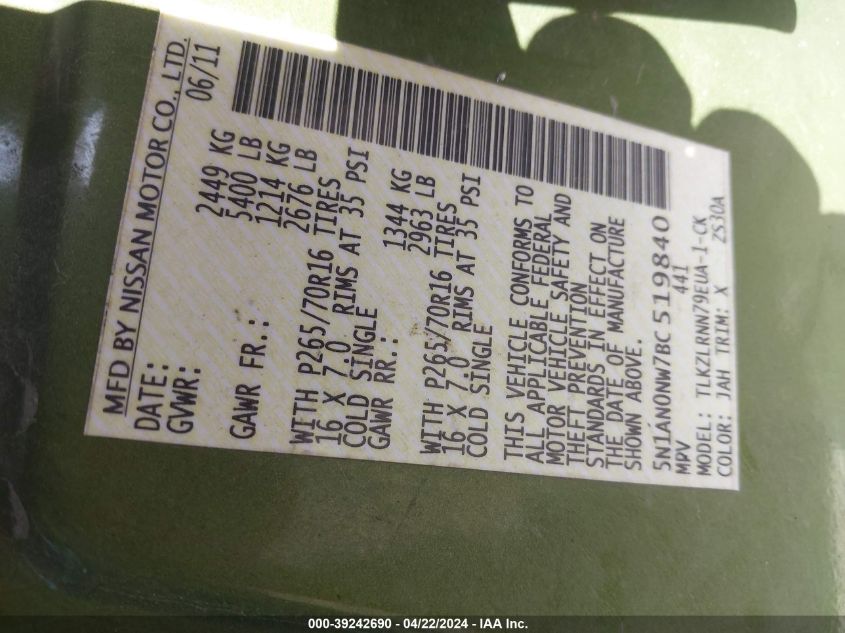 MFD BY NISSAN MOTOR CO., LTD.
DATE: 06/11
GVWR: 2449 KG
5400 LB
GAWR FR.: 1214 KG
2676 LB
WITH P265/70R16 TIRES
16 X 7.0 RIMS AT 35 PSI
COLD SINGLE
GAWR RR.: 1344 KG
2963 LB
WITH P265/70R16 TIRES
16 X 7.0 RIMS AT 35 PSI
COLD SINGLE
THIS VEHICLE CONFORMS TO
ALL APPLICABLE FEDERAL
MOTOR VEHICLE SAFETY AND
THEFT PREVENTION
STANDARDS IN EFFECT ON
THE DATE OF MANUFACTURE
SHOWN ABOVE.
5N1AN0NW7BC519840
MPV 441
MODEL: TLKZLRNN79EUA-1-CK
COLOR: JAH TRIM: X ZS30A
000-39242690 - 04/22/2024 - IAA Inc.